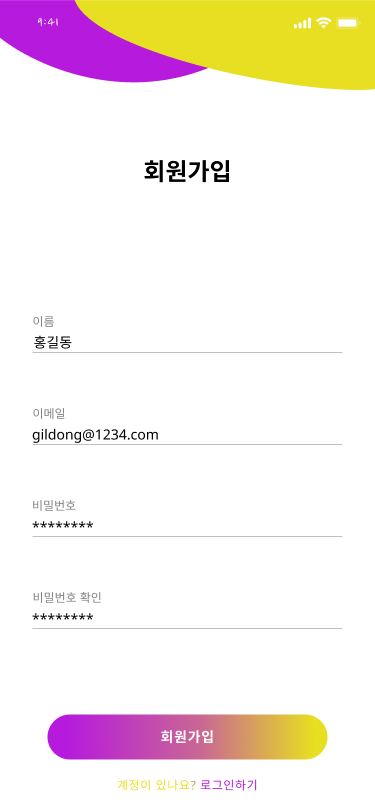 9:41
회원가입
이름
홍길동
이메일
gildong@1234.com
비밀번호
********
비밀번호 확인
********
회원가입
계정이 있나요? 로그인하기